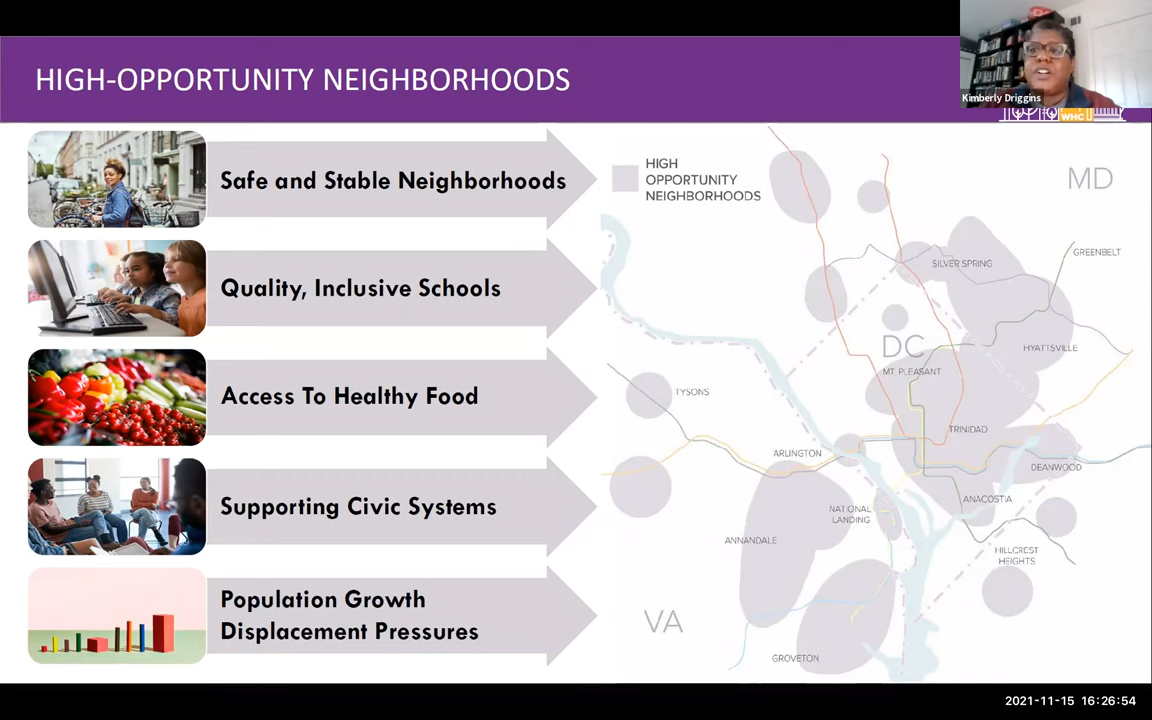 HIGH-OPPORTUNITY NEIGHBORHOODS
Kimberly Driggins
WHC
Safe and Stable Neighborhoods
Quality, Inclusive Schools
Access To Healthy Food
Supporting Civic Systems
Population Growth
Displacement Pressures
HIGH
OPPORTUNITY
NEIGHBORHOODS
MD
SILVER SPRING
GREENBELT
DC
HYATTSVILLE
MT PLEASANT
TYSONS
TRINIDAD
ARLINGTON
DEANWOOD
ANACOSTIA
NATIONAL
LANDING
ANNANDALE
HILLCREST
HEIGHTS
VA
GROVETON
2021-11-15 16:26:54